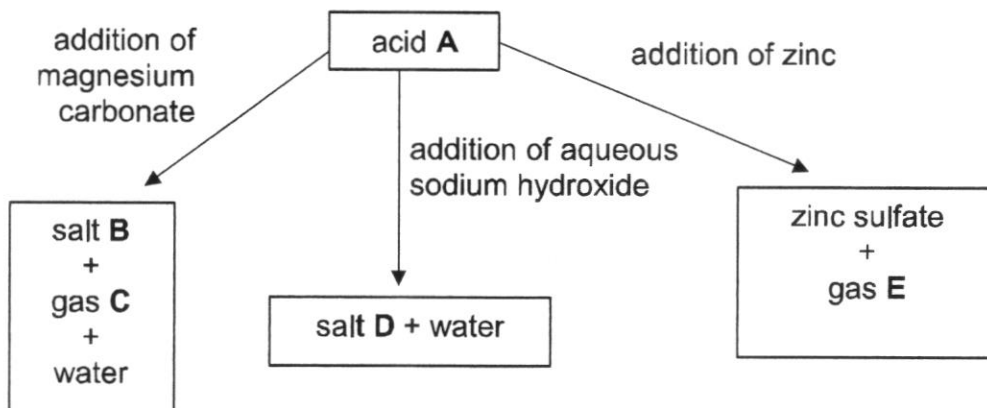 acid A
addition of
magnesium
carbonate
addition of zinc
addition of aqueous
sodium hydroxide
salt B
+
gas C
+
water
salt D + water
zinc sulfate
+
gas E